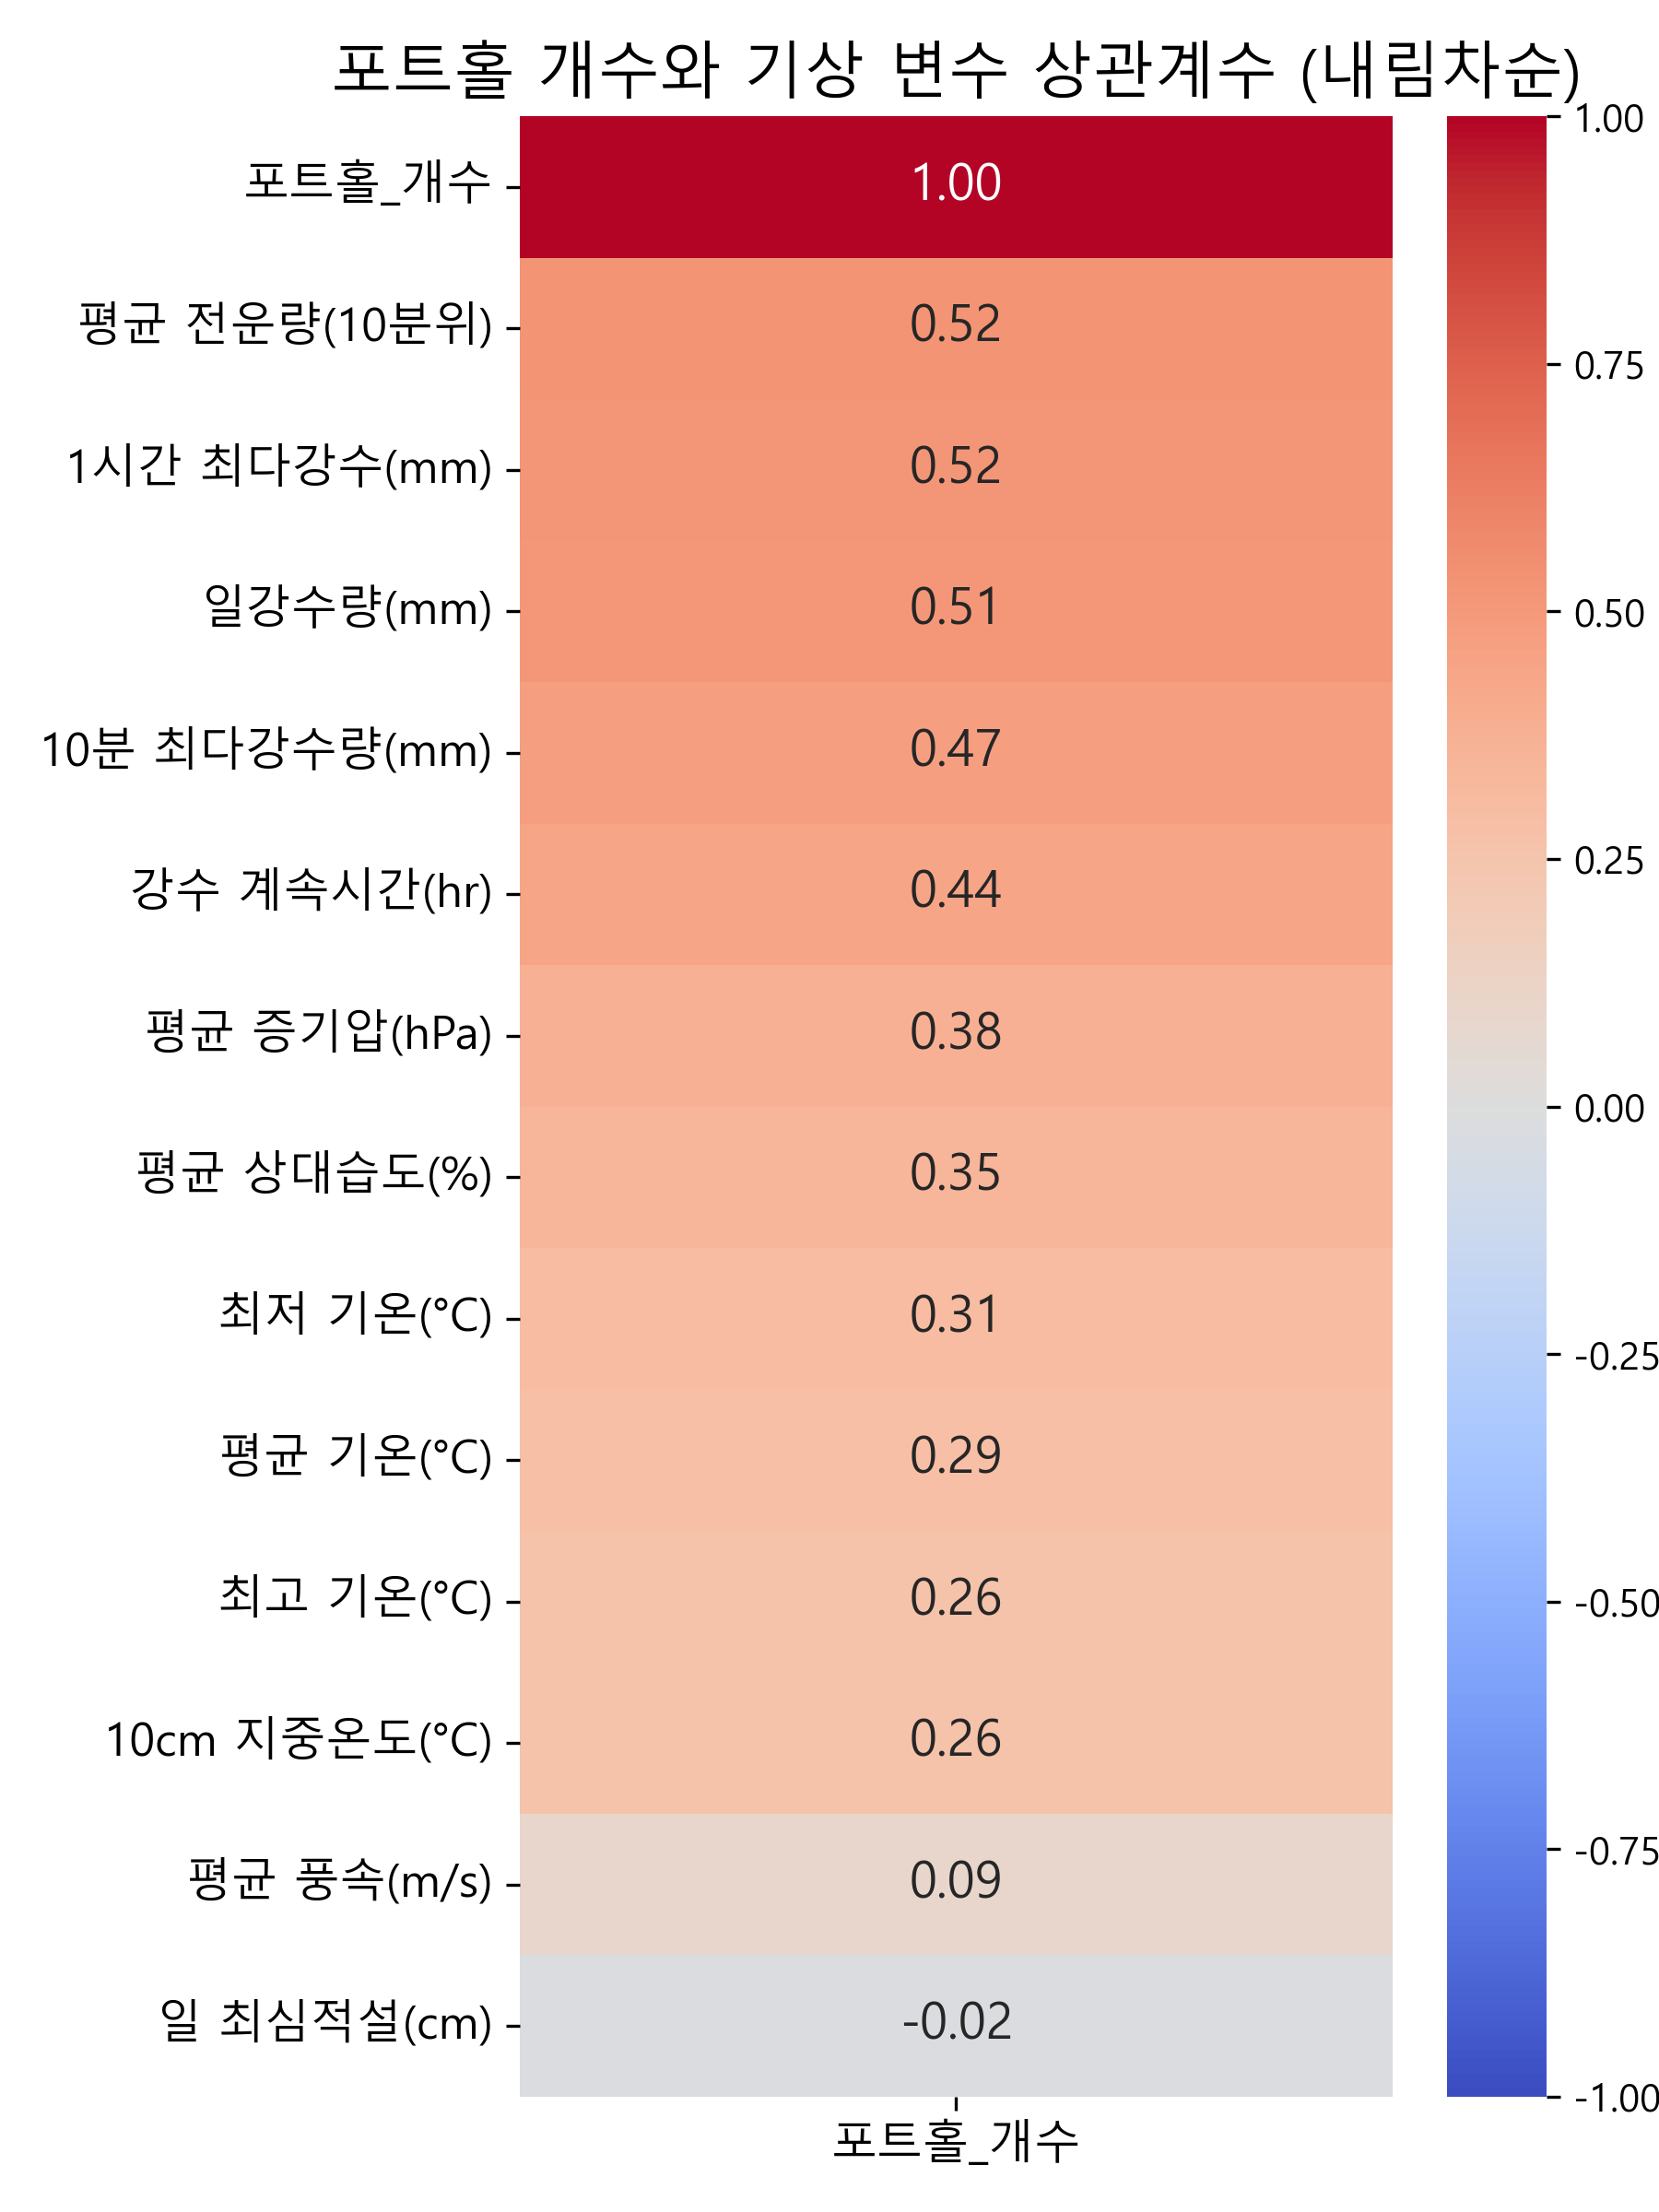 포트홀 개수와 기상 변수 상관계수 (내림차순)
포트홀_개수 1.00
평균 전운량(10분위) 0.52
1시간 최다강수(mm) 0.52
일강수량(mm) 0.51
10분 최다강수량(mm) 0.47
강수 계속시간(hr) 0.44
평균 증기압(hPa) 0.38
평균 상대습도(%) 0.35
최저 기온(°C) 0.31
평균 기온(°C) 0.29
최고 기온(°C) 0.26
10cm 지중온도(°C) 0.26
평균 풍속(m/s) 0.09
일 최심적설(cm) -0.02
포트홀_개수
1.00
0.75
0.50
0.25
0.00
-0.25
-0.50
-0.75
-1.00